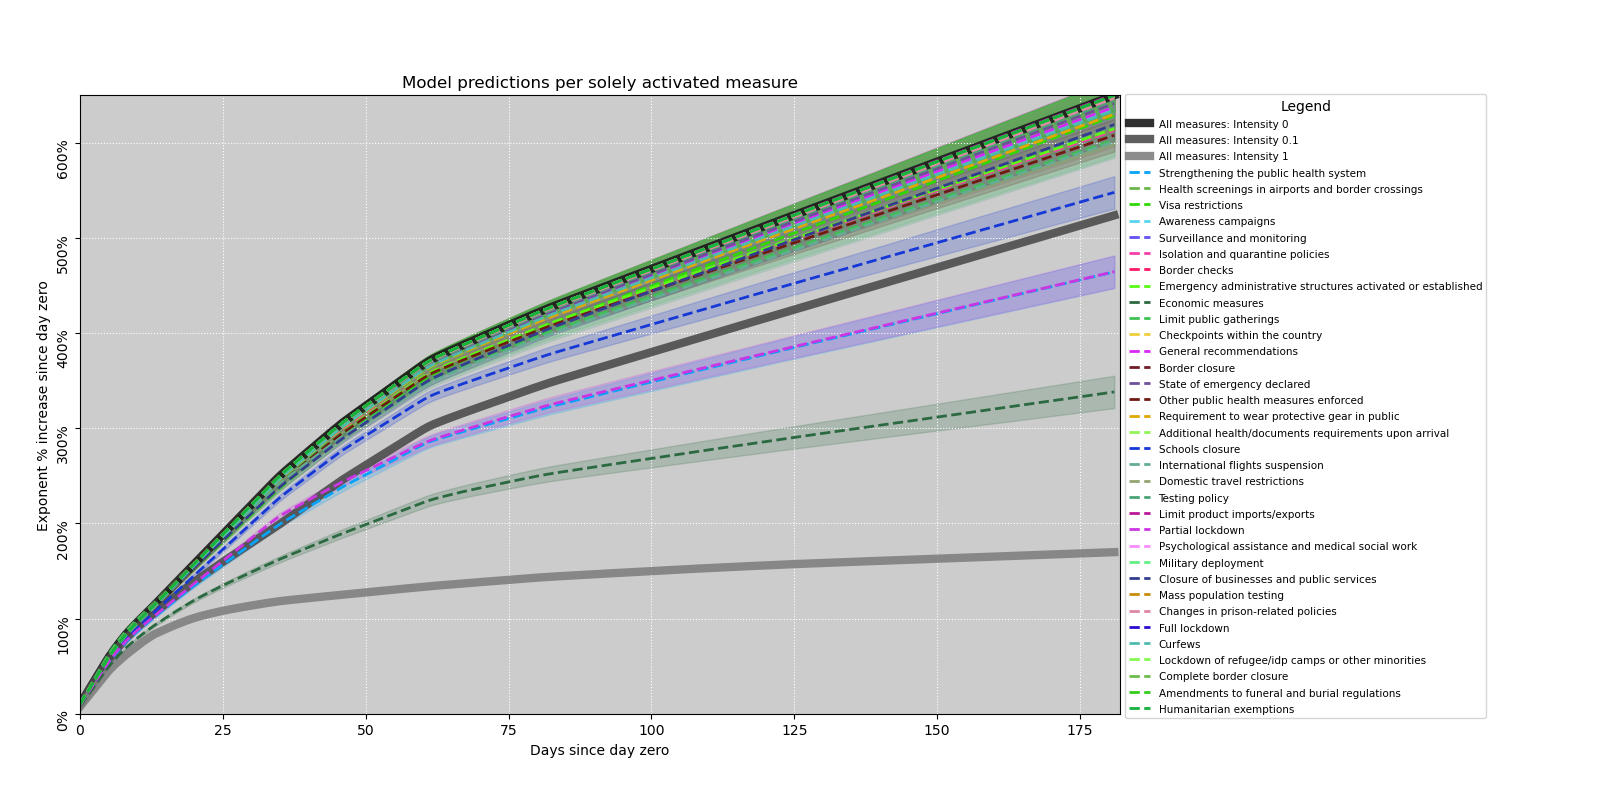 Model predictions per solely activated measure
Exponent % increase since day zero
600%
500%
400%
300%
200%
100%
0%
0 25 50 75 100 125 150 175
Days since day zero
Legend
All measures: Intensity 0
All measures: Intensity 0.1
All measures: Intensity 1
Strengthening the public health system
Health screenings in airports and border crossings
Visa restrictions
Awareness campaigns
Surveillance and monitoring
Isolation and quarantine policies
Border checks
Emergency administrative structures activated or established
Economic measures
Limit public gatherings
Checkpoints within the country
General recommendations
Border closure
State of emergency declared
Other public health measures enforced
Requirement to wear protective gear in public
Additional health/documents requirements upon arrival
Schools closure
International flights suspension
Domestic travel restrictions
Testing policy
Limit product imports/exports
Partial lockdown
Psychological assistance and medical social work
Military deployment
Closure of businesses and public services
Mass population testing
Changes in prison-related policies
Full lockdown
Curfews
Lockdown of refugee/idp camps or other minorities
Complete border closure
Amendments to funeral and burial regulations
Humanitarian exemptions